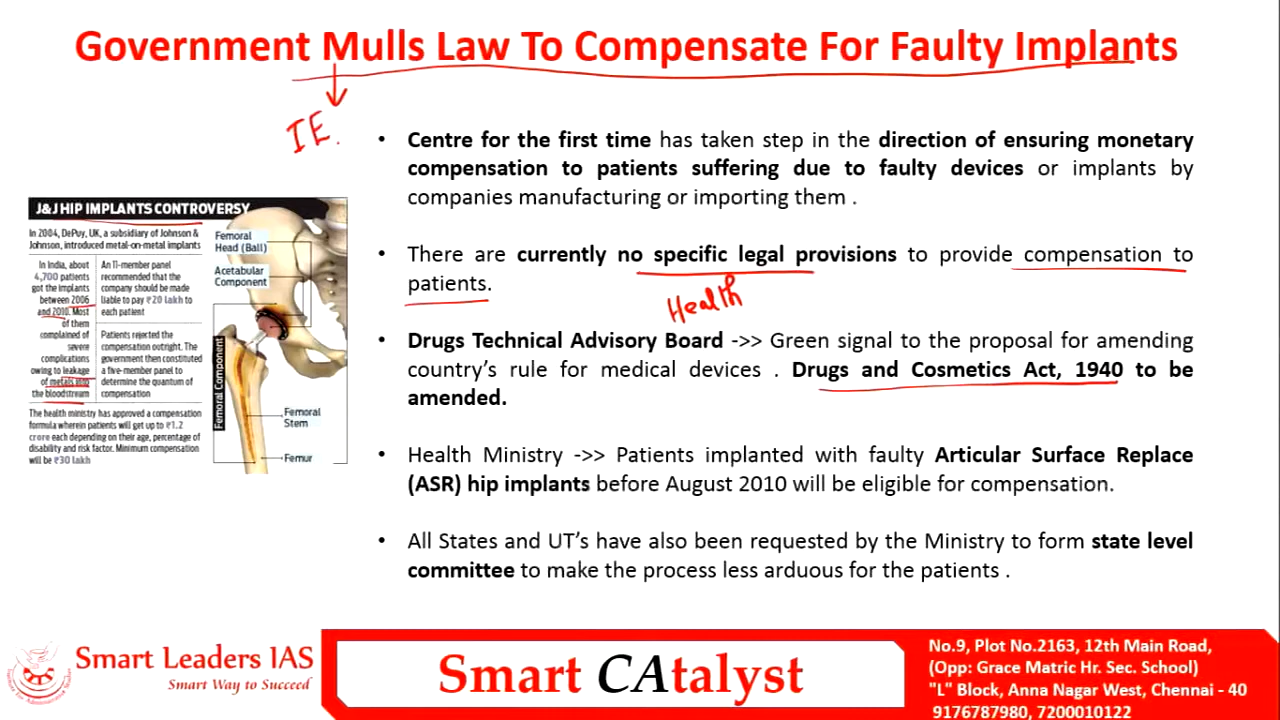 Government Mulls Law To Compensate For Faulty Implants
IE.
• Centre for the first time has taken step in the direction of ensuring monetary
compensation to patients suffering due to faulty devices or implants by
companies manufacturing or importing them .
• There are currently no specific legal provisions to provide compensation to
patients.
Health
• Drugs Technical Advisory Board ->> Green signal to the proposal for amending
country's rule for medical devices . Drugs and Cosmetics Act, 1940 to be
amended.
• Health Ministry ->> Patients implanted with faulty Articular Surface Replace
(ASR) hip implants before August 2010 will be eligible for compensation.
• All States and UT's have also been requested by the Ministry to form state level
committee to make the process less arduous for the patients .
J&J HIP IMPLANTS CONTROVERSY
In 2004, DePuy, UK, a subsidiary of Johnson &
Johnson, introduced metal-on-metal implants
In India, about
4,700 patients
got the implants
between 2006
and 2010. Most
of them
complained of
severe
complications
owing to leakage
of metals into
the bloodstream
An 11-member panel
recommended that the
company should be made
liable to pay ₹20 lakh to
each patient
Patients rejected the
compensation outright. The
government then constituted
a five-member panel to
determine the quantum of
compensation
The health ministry has approved a compensation
formula wherein patients will get up to ₹1.2
crore each depending on their age, percentage of
disability and risk factor. Minimum compensation
will be ₹30 lakh
Femoral
Head (Ball)
Acetabular
Component
Femoral Component
Femoral
Stem
Femur
Smart Leaders IAS
Smart Way to Succeed
Smart CAtalyst
No.9, Plot No.2163, 12th Main Road,
(Opp: Grace Matric Hr. Sec. School)
"L" Block, Anna Nagar West, Chennai - 40
9176787980, 7200010122